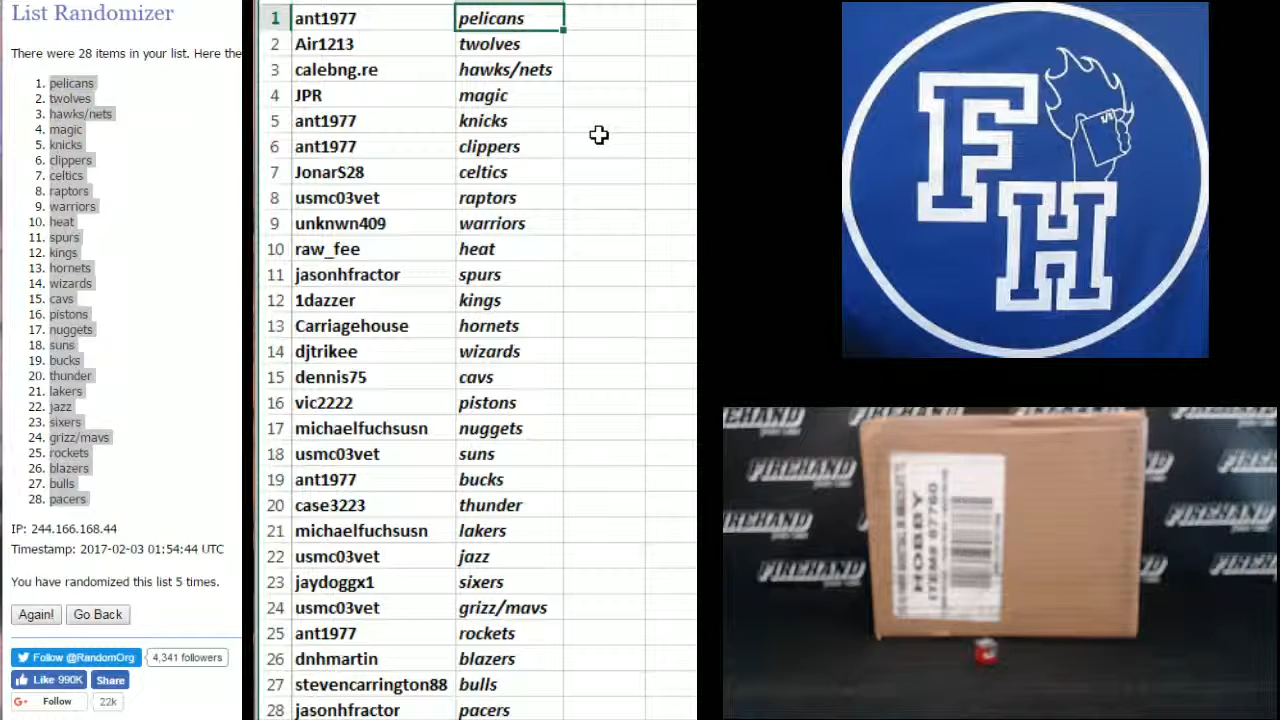 List Randomizer
There were 28 items in your list. Here the
1. pelicans
2. twolves
3. hawks/nets
4. magic
5. knicks
6. clippers
7. celtics
8. raptors
9. warriors
10. heat
11. spurs
12. kings
13. hornets
14. wizards
15. cavs
16. pistons
17. nuggets
18. suns
19. bucks
20. thunder
21. lakers
22. jazz
23. sixers
24. grizz/mavs
25. rockets
26. blazers
27. bulls
28. pacers
IP: 244.166.168.44
Timestamp: 2017-02-03 01:54:44 UTC
You have randomized this list 5 times.
Again! Go Back
Follow @RandomOrg 4,341 followers
Like 990K Share
G+ Follow 22k
1 ant1977 pelicans
2 Air1213 twolves
3 calebng.re hawks/nets
4 JPR magic
5 ant1977 knicks
6 ant1977 clippers
7 JonarS28 celtics
8 usmc03vet raptors
9 unknwn409 warriors
10 raw_fee heat
11 jasonhfractor spurs
12 1dazzer kings
13 Carriagehouse hornets
14 djtrikee wizards
15 dennis75 cavs
16 vic2222 pistons
17 michaelfuchsusn nuggets
18 usmc03vet suns
19 ant1977 bucks
20 case3223 thunder
21 michaelfuchsusn lakers
22 usmc03vet jazz
23 jaydoggx1 sixers
24 usmc03vet grizz/mavs
25 ant1977 rockets
26 dnhmartin blazers
27 stevencarrington88 bulls
28 jasonhfractor pacers
FH
FIREHAND
FIREHAND
FIREHAND
FIREHAND
HOBBY
ITEM# 87760